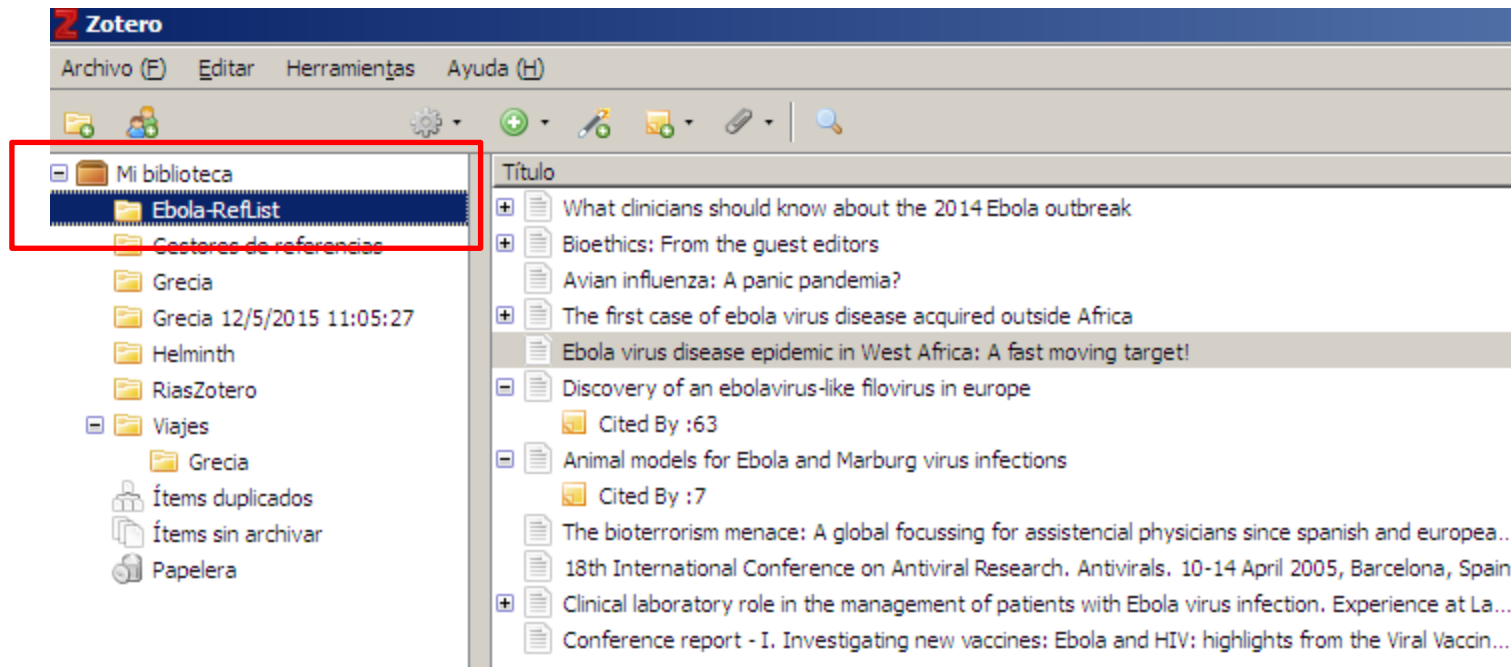 Zotero
Archivo (F) Editar Herramientas Ayuda (H)
Mi biblioteca
Ebola-RefList
Gestores de referencias
Grecia
Grecia 12/5/2015 11:05:27
Helminth
RiasZotero
Viajes
Grecia
Ítems duplicados
Ítems sin archivar
Papelera
Título
What clinicians should know about the 2014 Ebola outbreak
Bioethics: From the guest editors
Avian influenza: A panic pandemia?
The first case of ebola virus disease acquired outside Africa
Ebola virus disease epidemic in West Africa: A fast moving target!
Discovery of an ebolavirus-like filovirus in europe
Cited By :63
Animal models for Ebola and Marburg virus infections
Cited By :7
The bioterrorism menace: A global focussing for assistencial physicians since spanish and europea...
18th International Conference on Antiviral Research. Antivirals. 10-14 April 2005, Barcelona, Spain
Clinical laboratory role in the management of patients with Ebola virus infection. Experience at La...
Conference report - I. Investigating new vaccines: Ebola and HIV: highlights from the Viral Vaccin...